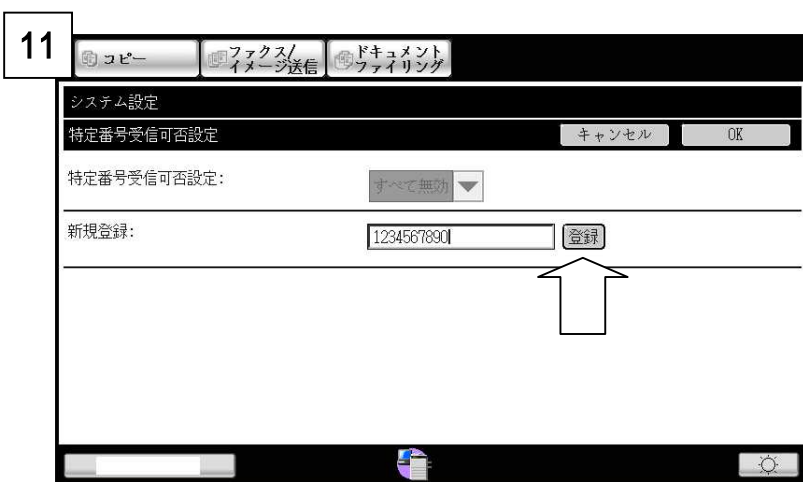 11
コピー
ファクス/
イメージ送信
ドキュメント
ファイリング
システム設定
特定番号受信可否設定
キャンセル
OK
特定番号受信可否設定:
すべて無効
新規登録:
1234567890
登録